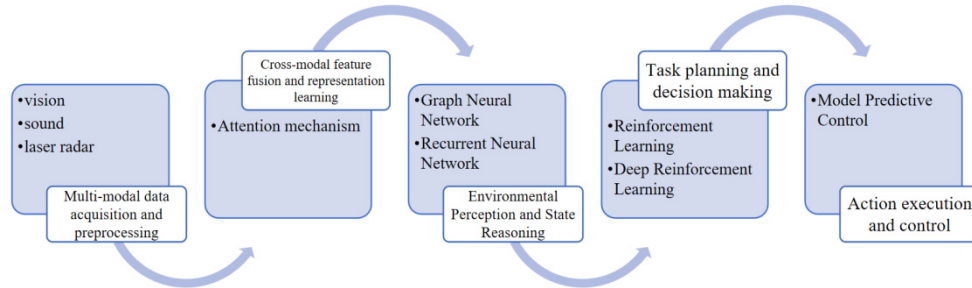 •vision
•sound
•laser radar
Multi-modal data
acquisition and
preprocessing
Cross-modal feature
fusion and representation
learning
•Attention mechanism
•Graph Neural
Network
•Recurrent Neural
Network
Environmental
Perception and State
Reasoning
Task planning and
decision making
•Reinforcement
Learning
•Deep Reinforcement
Learning
•Model Predictive
Control
Action execution
and control